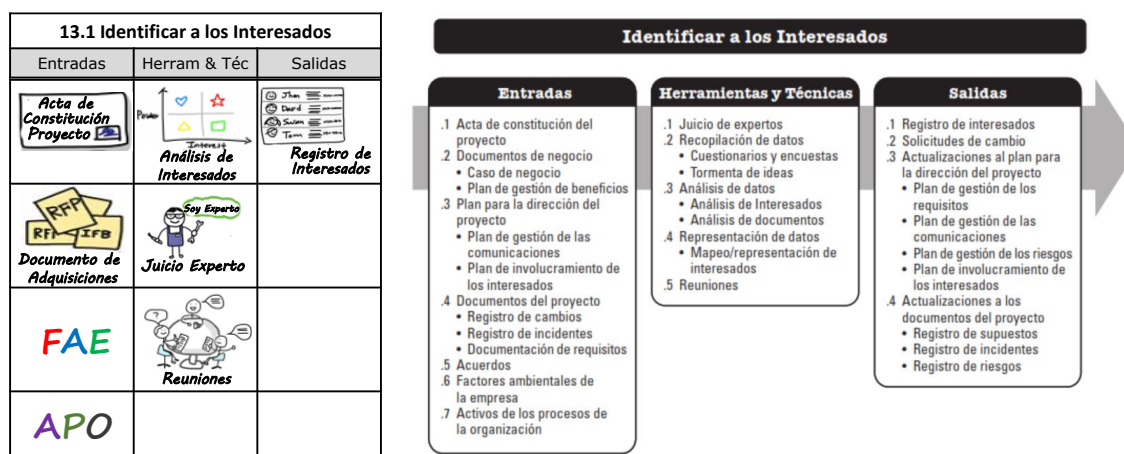 13.1 Identificar a los Interesados
Entradas
Herram & Téc
Salidas
Acta de
Constitución
Proyecto
Power
Interest
Análisis de
Interesados
Jhon
David
Susan
Tom
Registro de
Interesados
RFP
RFP
IFB
Documento de
Adquisiciones
Soy Experto
Juicio Experto
FAE
?
Reuniones
APO
Identificar a los Interesados
Entradas
.1 Acta de constitución del
proyecto
.2 Documentos de negocio
• Caso de negocio
• Plan de gestión de beneficios
.3 Plan para la dirección del
proyecto
• Plan de gestión de las
comunicaciones
• Plan de involucramiento de
los interesados
.4 Documentos del proyecto
• Registro de cambios
• Registro de incidentes
• Documentación de requisitos
.5 Acuerdos
.6 Factores ambientales de
la empresa
.7 Activos de los procesos de
la organización
Herramientas y Técnicas
.1 Juicio de expertos
.2 Recopilación de datos
• Cuestionarios y encuestas
• Tormenta de ideas
.3 Análisis de datos
• Análisis de Interesados
• Análisis de documentos
.4 Representación de datos
• Mapeo/representación de
interesados
.5 Reuniones
Salidas
.1 Registro de interesados
.2 Solicitudes de cambio
.3 Actualizaciones al plan para
la dirección del proyecto
• Plan de gestión de los
requisitos
• Plan de gestión de las
comunicaciones
• Plan de gestión de los riesgos
• Plan de involucramiento de
los interesados
.4 Actualizaciones a los
documentos del proyecto
• Registro de supuestos
• Registro de incidentes
• Registro de riesgos